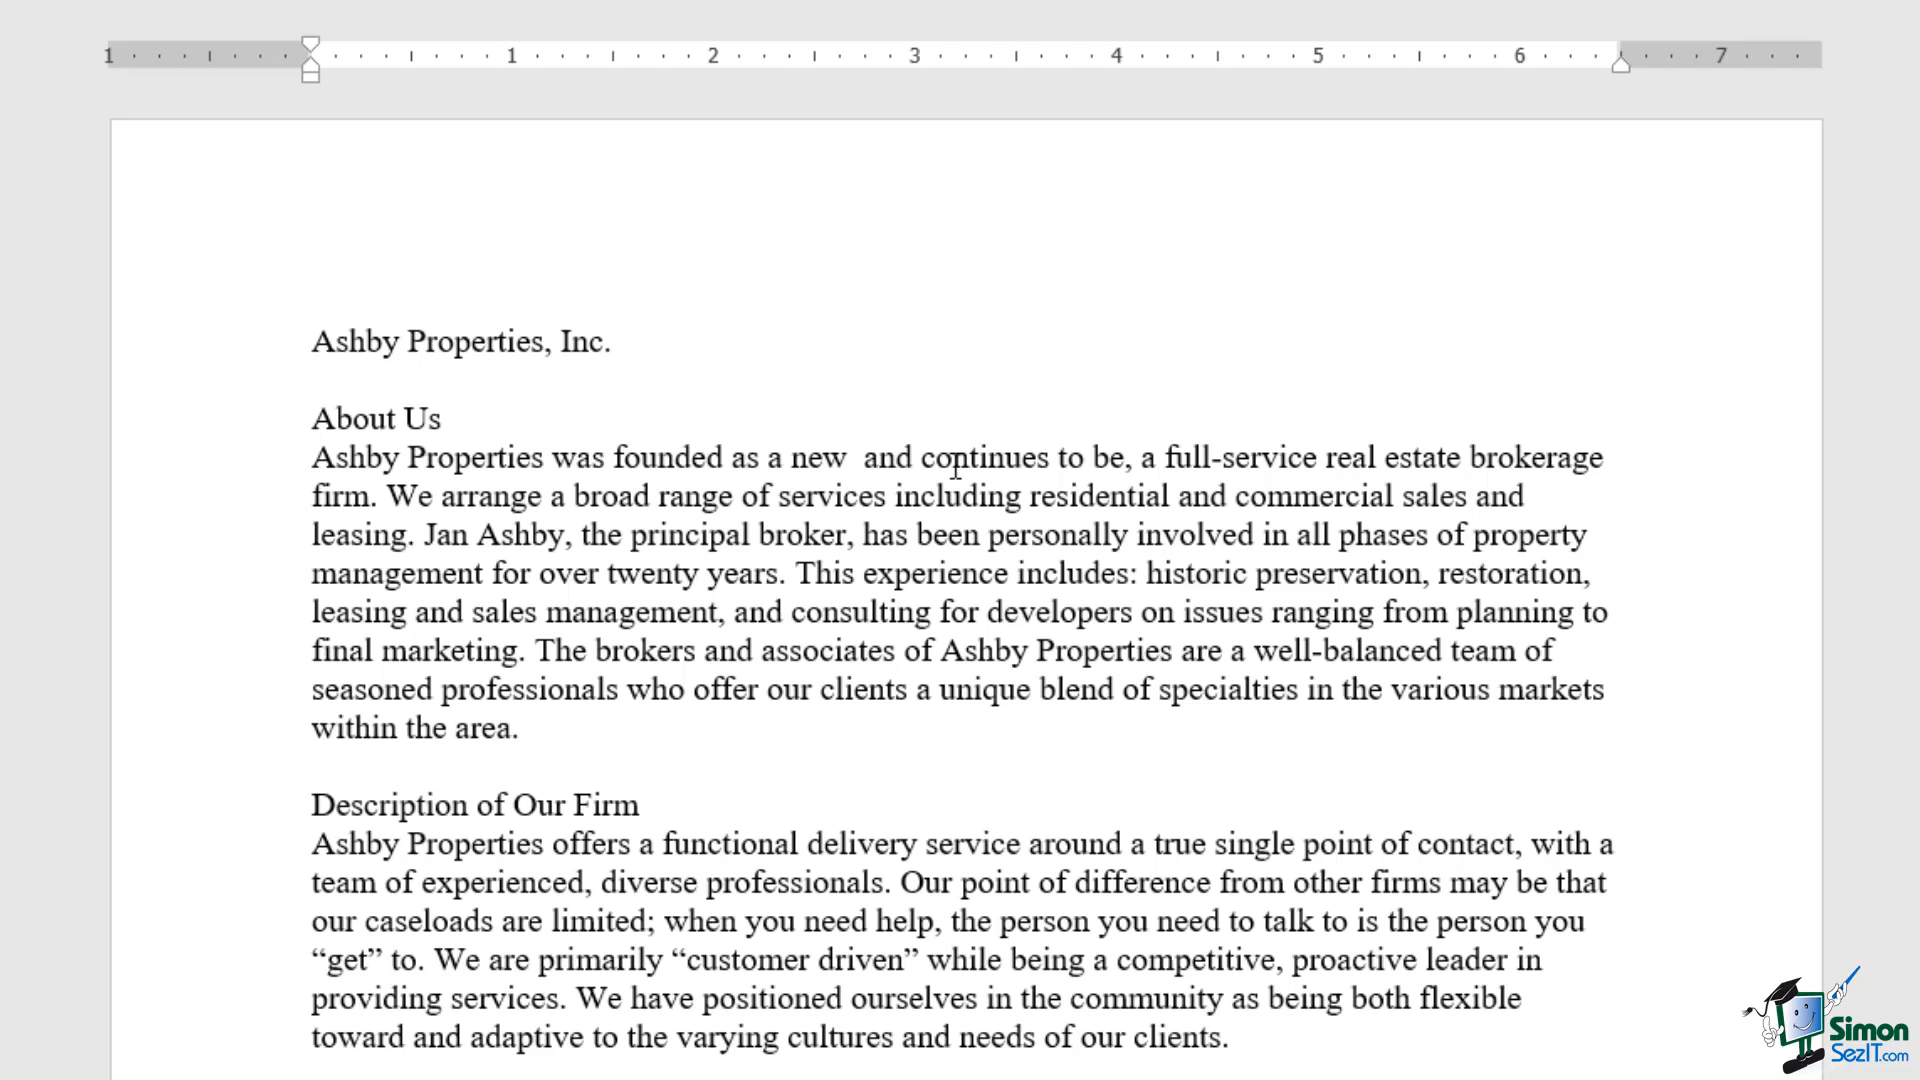 1 1 2 3 4 5 6 7
Ashby Properties, Inc.
About Us
Ashby Properties was founded as a new  and continues to be, a full-service real estate brokerage
firm. We arrange a broad range of services including residential and commercial sales and
leasing. Jan Ashby, the principal broker, has been personally involved in all phases of property
management for over twenty years. This experience includes: historic preservation, restoration,
leasing and sales management, and consulting for developers on issues ranging from planning to
final marketing. The brokers and associates of Ashby Properties are a well-balanced team of
seasoned professionals who offer our clients a unique blend of specialties in the various markets
within the area.
Description of Our Firm
Ashby Properties offers a functional delivery service around a true single point of contact, with a
team of experienced, diverse professionals. Our point of difference from other firms may be that
our caseloads are limited; when you need help, the person you need to talk to is the person you
“get” to. We are primarily “customer driven” while being a competitive, proactive leader in
providing services. We have positioned ourselves in the community as being both flexible
toward and adaptive to the varying cultures and needs of our clients.
Simon
SezIT.com